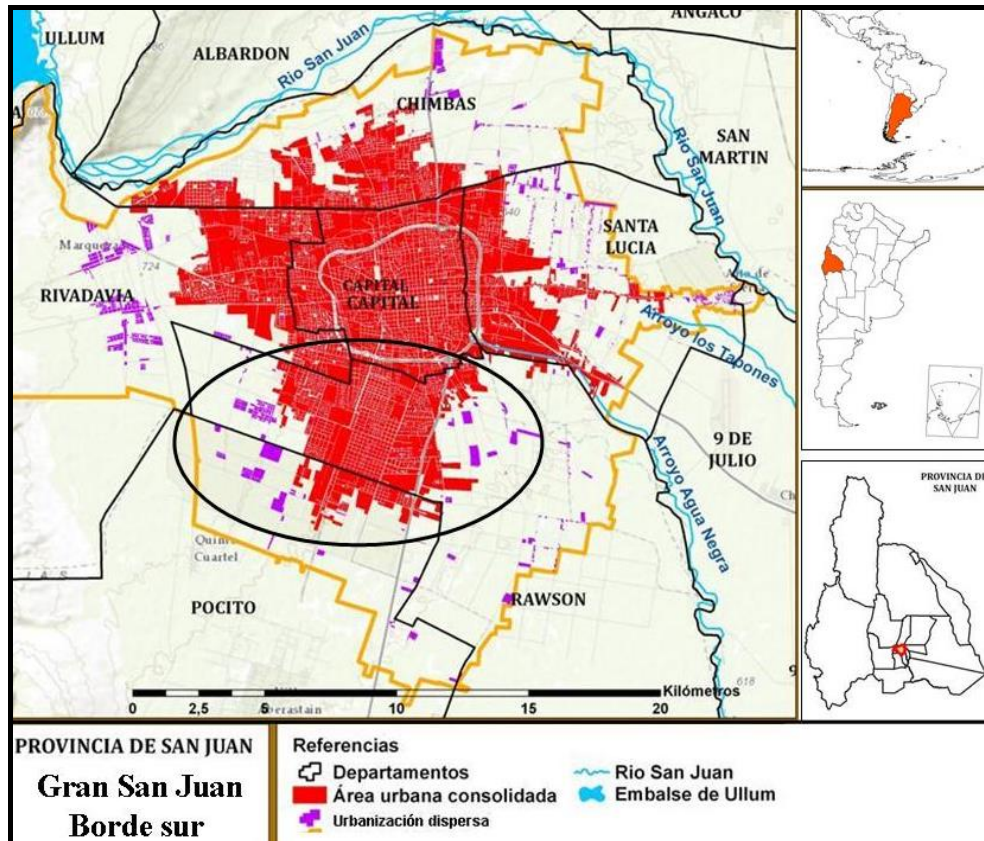 ULLUM
ALBARDON
ANGACO
Rio San Juan
CHIMBAS
SAN
MARTIN
Rio San Juan
SANTA
LUCIA
640
Marques
724
RIVADAVIA
CAPITAL
CAPITAL
Arroyo los Tapones
9 DE
JULIO
Arroyo Agua Negra
Cuartel
POCITO
RAWSON
618
Kilómetros
0 2,5 5 10 15 20
berastain
PROVINCIA DE
SAN JUAN
PROVINCIA DE SAN JUAN
Gran San Juan
Borde sur
Referencias
Departamentos
Área urbana consolidada
Urbanización dispersa
Rio San Juan
Embalse de Ullum